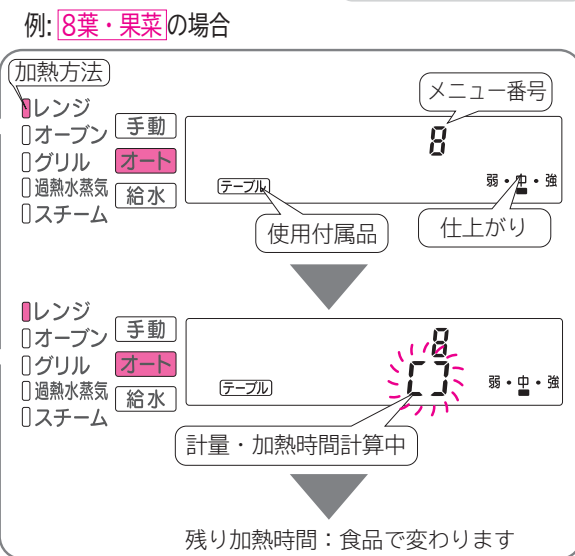 例: 8葉・果菜の場合
加熱方法
レンジ
オーブン
グリル
過熱水蒸気
スチーム
手動
オート
給水
メニュー番号
8
テーブル
弱・中・強
使用付属品
仕上がり
レンジ
オーブン
グリル
過熱水蒸気
スチーム
手動
オート
給水
8
テーブル
弱・中・強
計量・加熱時間計算中
残り加熱時間：食品で変わります